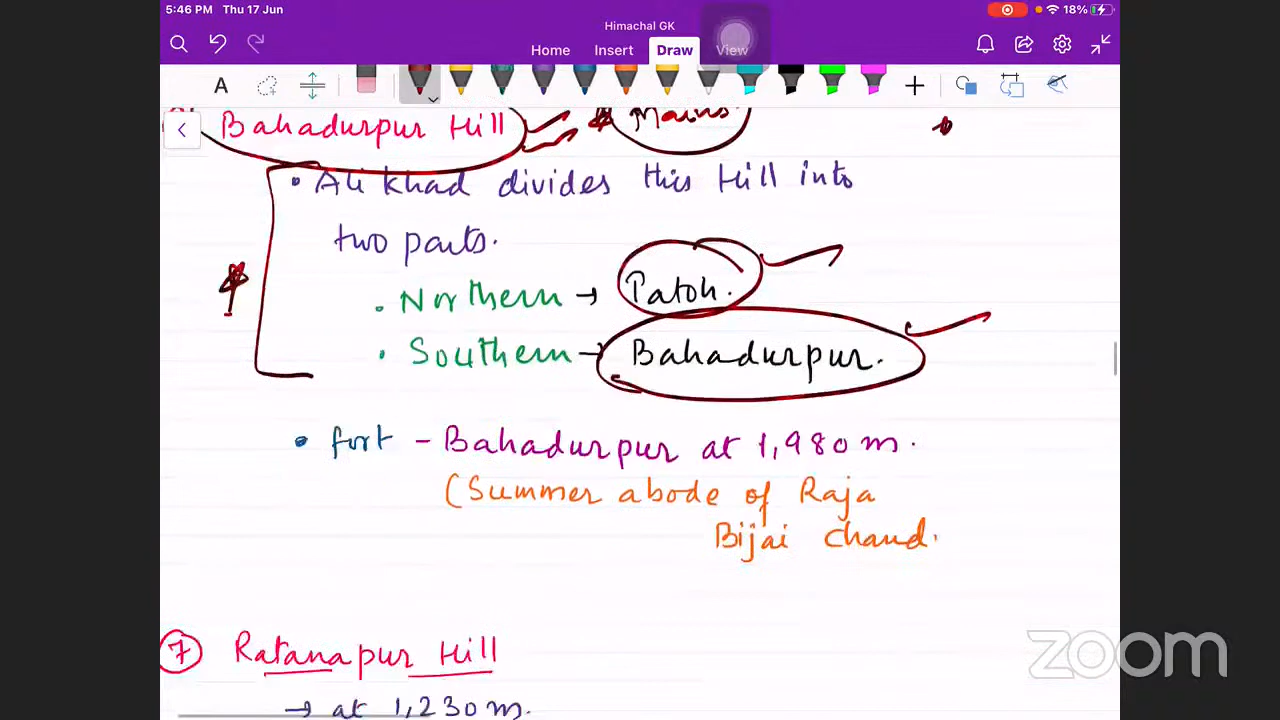 5:46 PM Thu 17 Jun
18%
Himachal GK
Home Insert Draw View
A
Bahadurpur Hill Mains
• Ali khad divides this Hill into
two parts.
• Northern → Patoh.
• Southern → Bahadurpur.
• fort - Bahadurpur at 1,980 m.
(Summer abode of Raja
Bijai chand.
7 Ratanapur Hill
→ at 1,230 m.
zoom